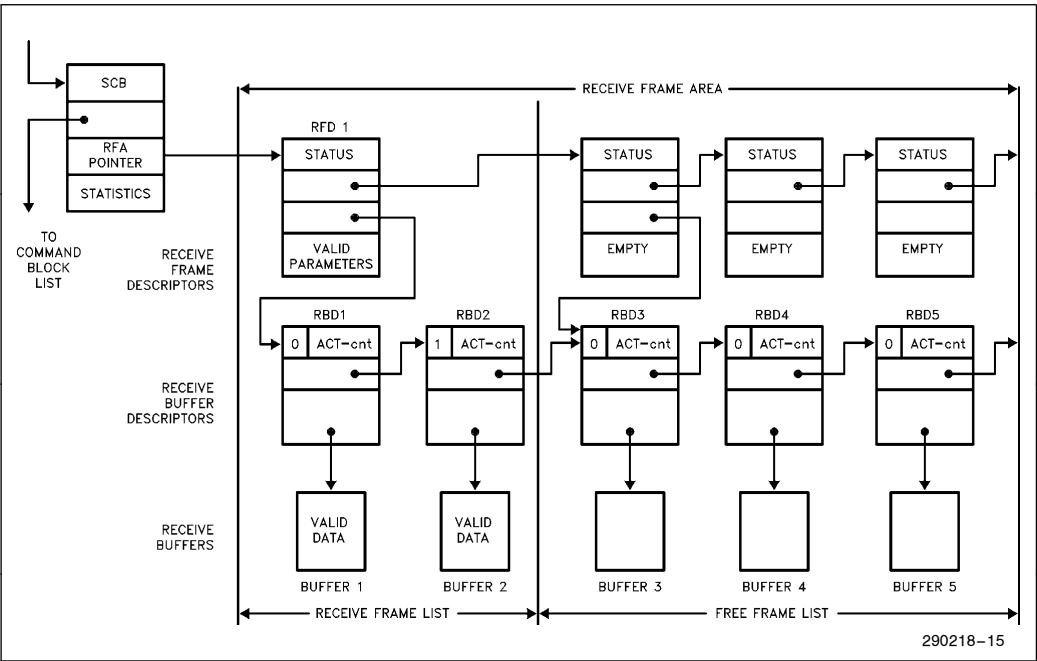 SCB
RECEIVE FRAME AREA
RFD 1
RFA
POINTER
STATUS
STATUS
STATUS
STATUS
STATISTICS
TO
COMMAND
BLOCK
LIST
RECEIVE
FRAME
DESCRIPTORS
VALID
PARAMETERS
EMPTY
EMPTY
EMPTY
RBD1
RBD2
RBD3
RBD4
RBD5
0 ACT-cnt
1 ACT-cnt
0 ACT-cnt
0 ACT-cnt
0 ACT-cnt
RECEIVE
BUFFER
DESCRIPTORS
RECEIVE
BUFFERS
VALID
DATA
VALID
DATA
BUFFER 1
BUFFER 2
BUFFER 3
BUFFER 4
BUFFER 5
RECEIVE FRAME LIST
FREE FRAME LIST
290218-15